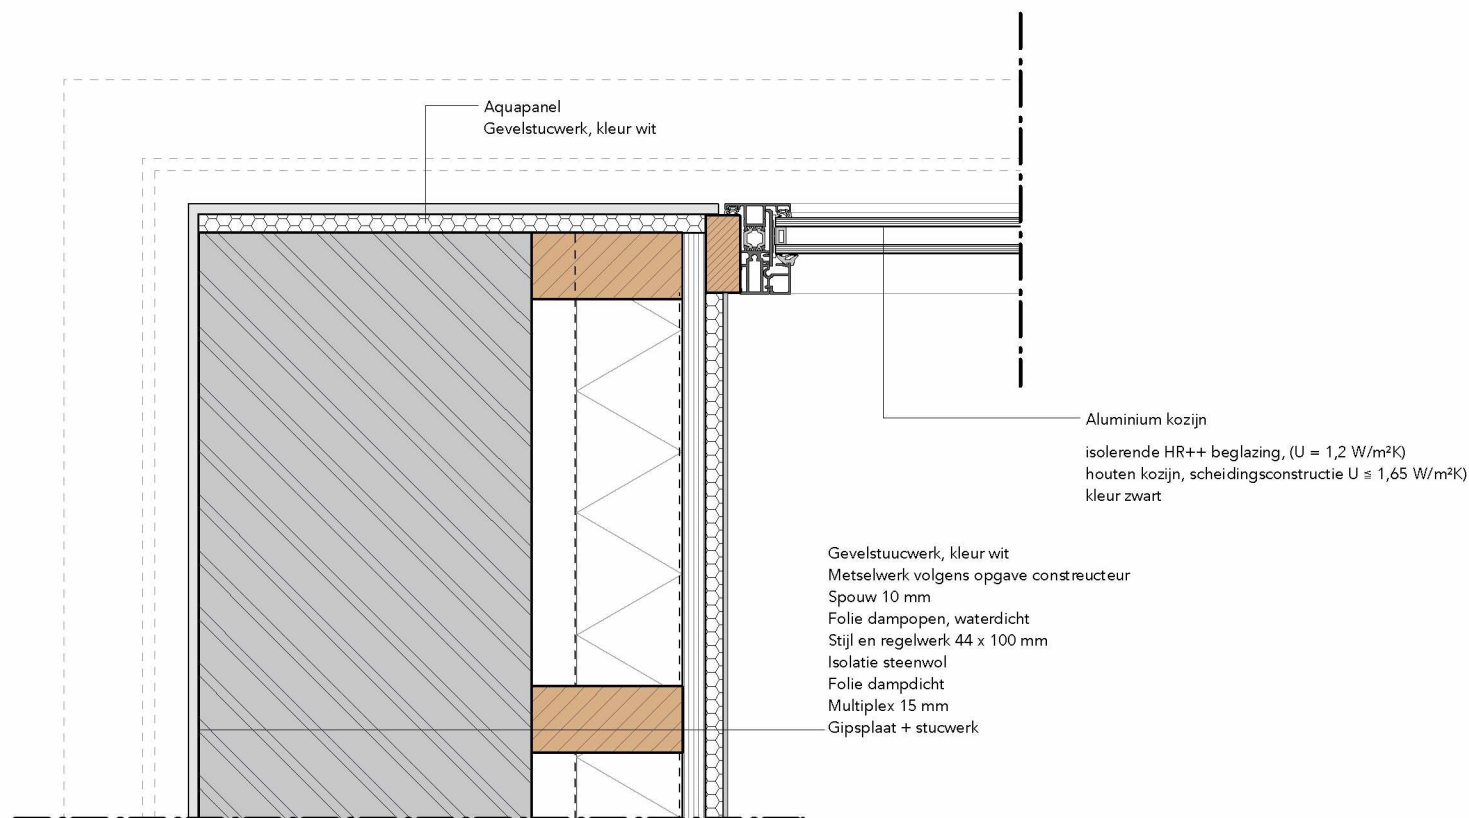 Aquapanel
Gevelstucwerk, kleur wit
Aluminium kozijn
isolerende HR++ beglazing, (U = 1,2 W/m²K)
houten kozijn, scheidingsconstructie U ≦ 1,65 W/m²K)
kleur zwart
Gevelstuucwerk, kleur wit
Metselwerk volgens opgave constreucteur
Spouw 10 mm
Folie dampopen, waterdicht
Stijl en regelwerk 44 x 100 mm
Isolatie steenwol
Folie dampdicht
Multiplex 15 mm
Gipsplaat + stucwerk